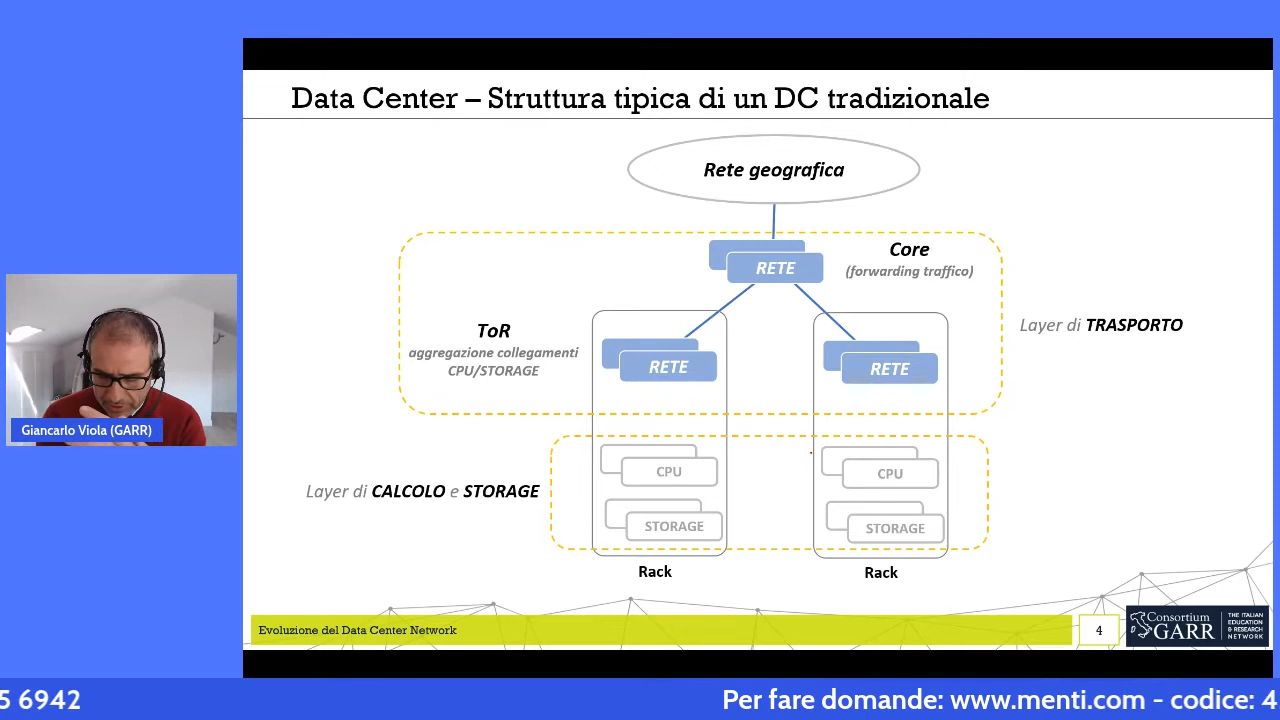 Data Center – Struttura tipica di un DC tradizionale
Rete geografica
Core
(forwarding traffico)
RETE
Layer di TRASPORTO
ToR
aggregazione collegamenti
CPU/STORAGE
RETE
RETE
CPU
CPU
Layer di CALCOLO e STORAGE
STORAGE
STORAGE
Rack
Rack
Giancarlo Viola (GARR)
Evoluzione del Data Center Network
4
Consortium
GARR
THE ITALIAN
EDUCATION
& RESEARCH
NETWORK
5 6942
Per fare domande: www.menti.com - codice: 4